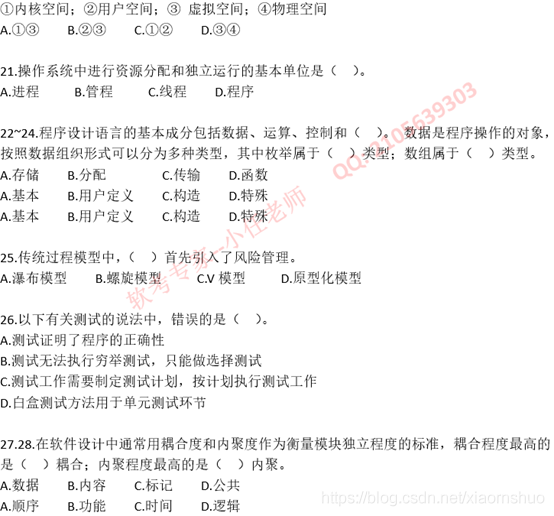 ①内核空间；②用户空间；③ 虚拟空间；④物理空间
A.①③ B.②③ C.①② D.③④
21.操作系统中进行资源分配和独立运行的基本单位是（ ）。
A.进程 B.管程 C.线程 D.程序
22~24.程序设计语言的基本成分包括数据、运算、控制和（ ）。 数据是程序操作的对象，
按照数据组织形式可以分为多种类型，其中枚举属于（ ）类型；数组属于（ ）类型。
A.存储 B.分配 C.传输 D.函数
A.基本 B.用户定义 C.构造 D.特殊
A.基本 B.用户定义 C.构造 D.特殊
25.传统过程模型中，（ ）首先引入了风险管理。
A.瀑布模型 B.螺旋模型 C.V 模型 D.原型化模型
26.以下有关测试的说法中，错误的是（ ）。
A.测试证明了程序的正确性
B.测试无法执行穷举测试，只能做选择测试
C.测试工作需要制定测试计划，按计划执行测试工作
D.白盒测试方法用于单元测试环节
27.28.在软件设计中通常用耦合度和内聚度作为衡量模块独立程度的标准，耦合程度最高的
是（ ）耦合；内聚程度最高的是（ ）内聚。
A.数据 B.内容 C.标记 D.公共
A.顺序 B.功能 C.时间 D.逻辑
软考专家--小任老师
QQ:2105639303
https://blog.csdn.net/xiaomshuo